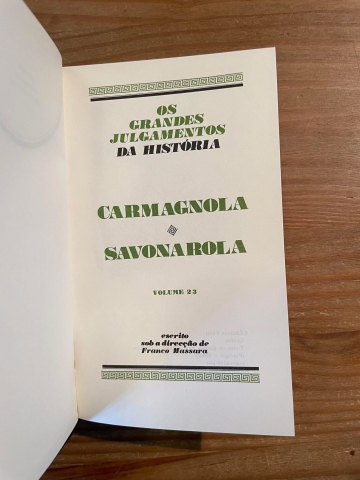 OS
GRANDES
JULGAMENTOS
DA HISTÓRIA
CARMAGNOLA
SAVONAROLA
VOLUME 23
escrito
sob a direcção de
Franco Massara